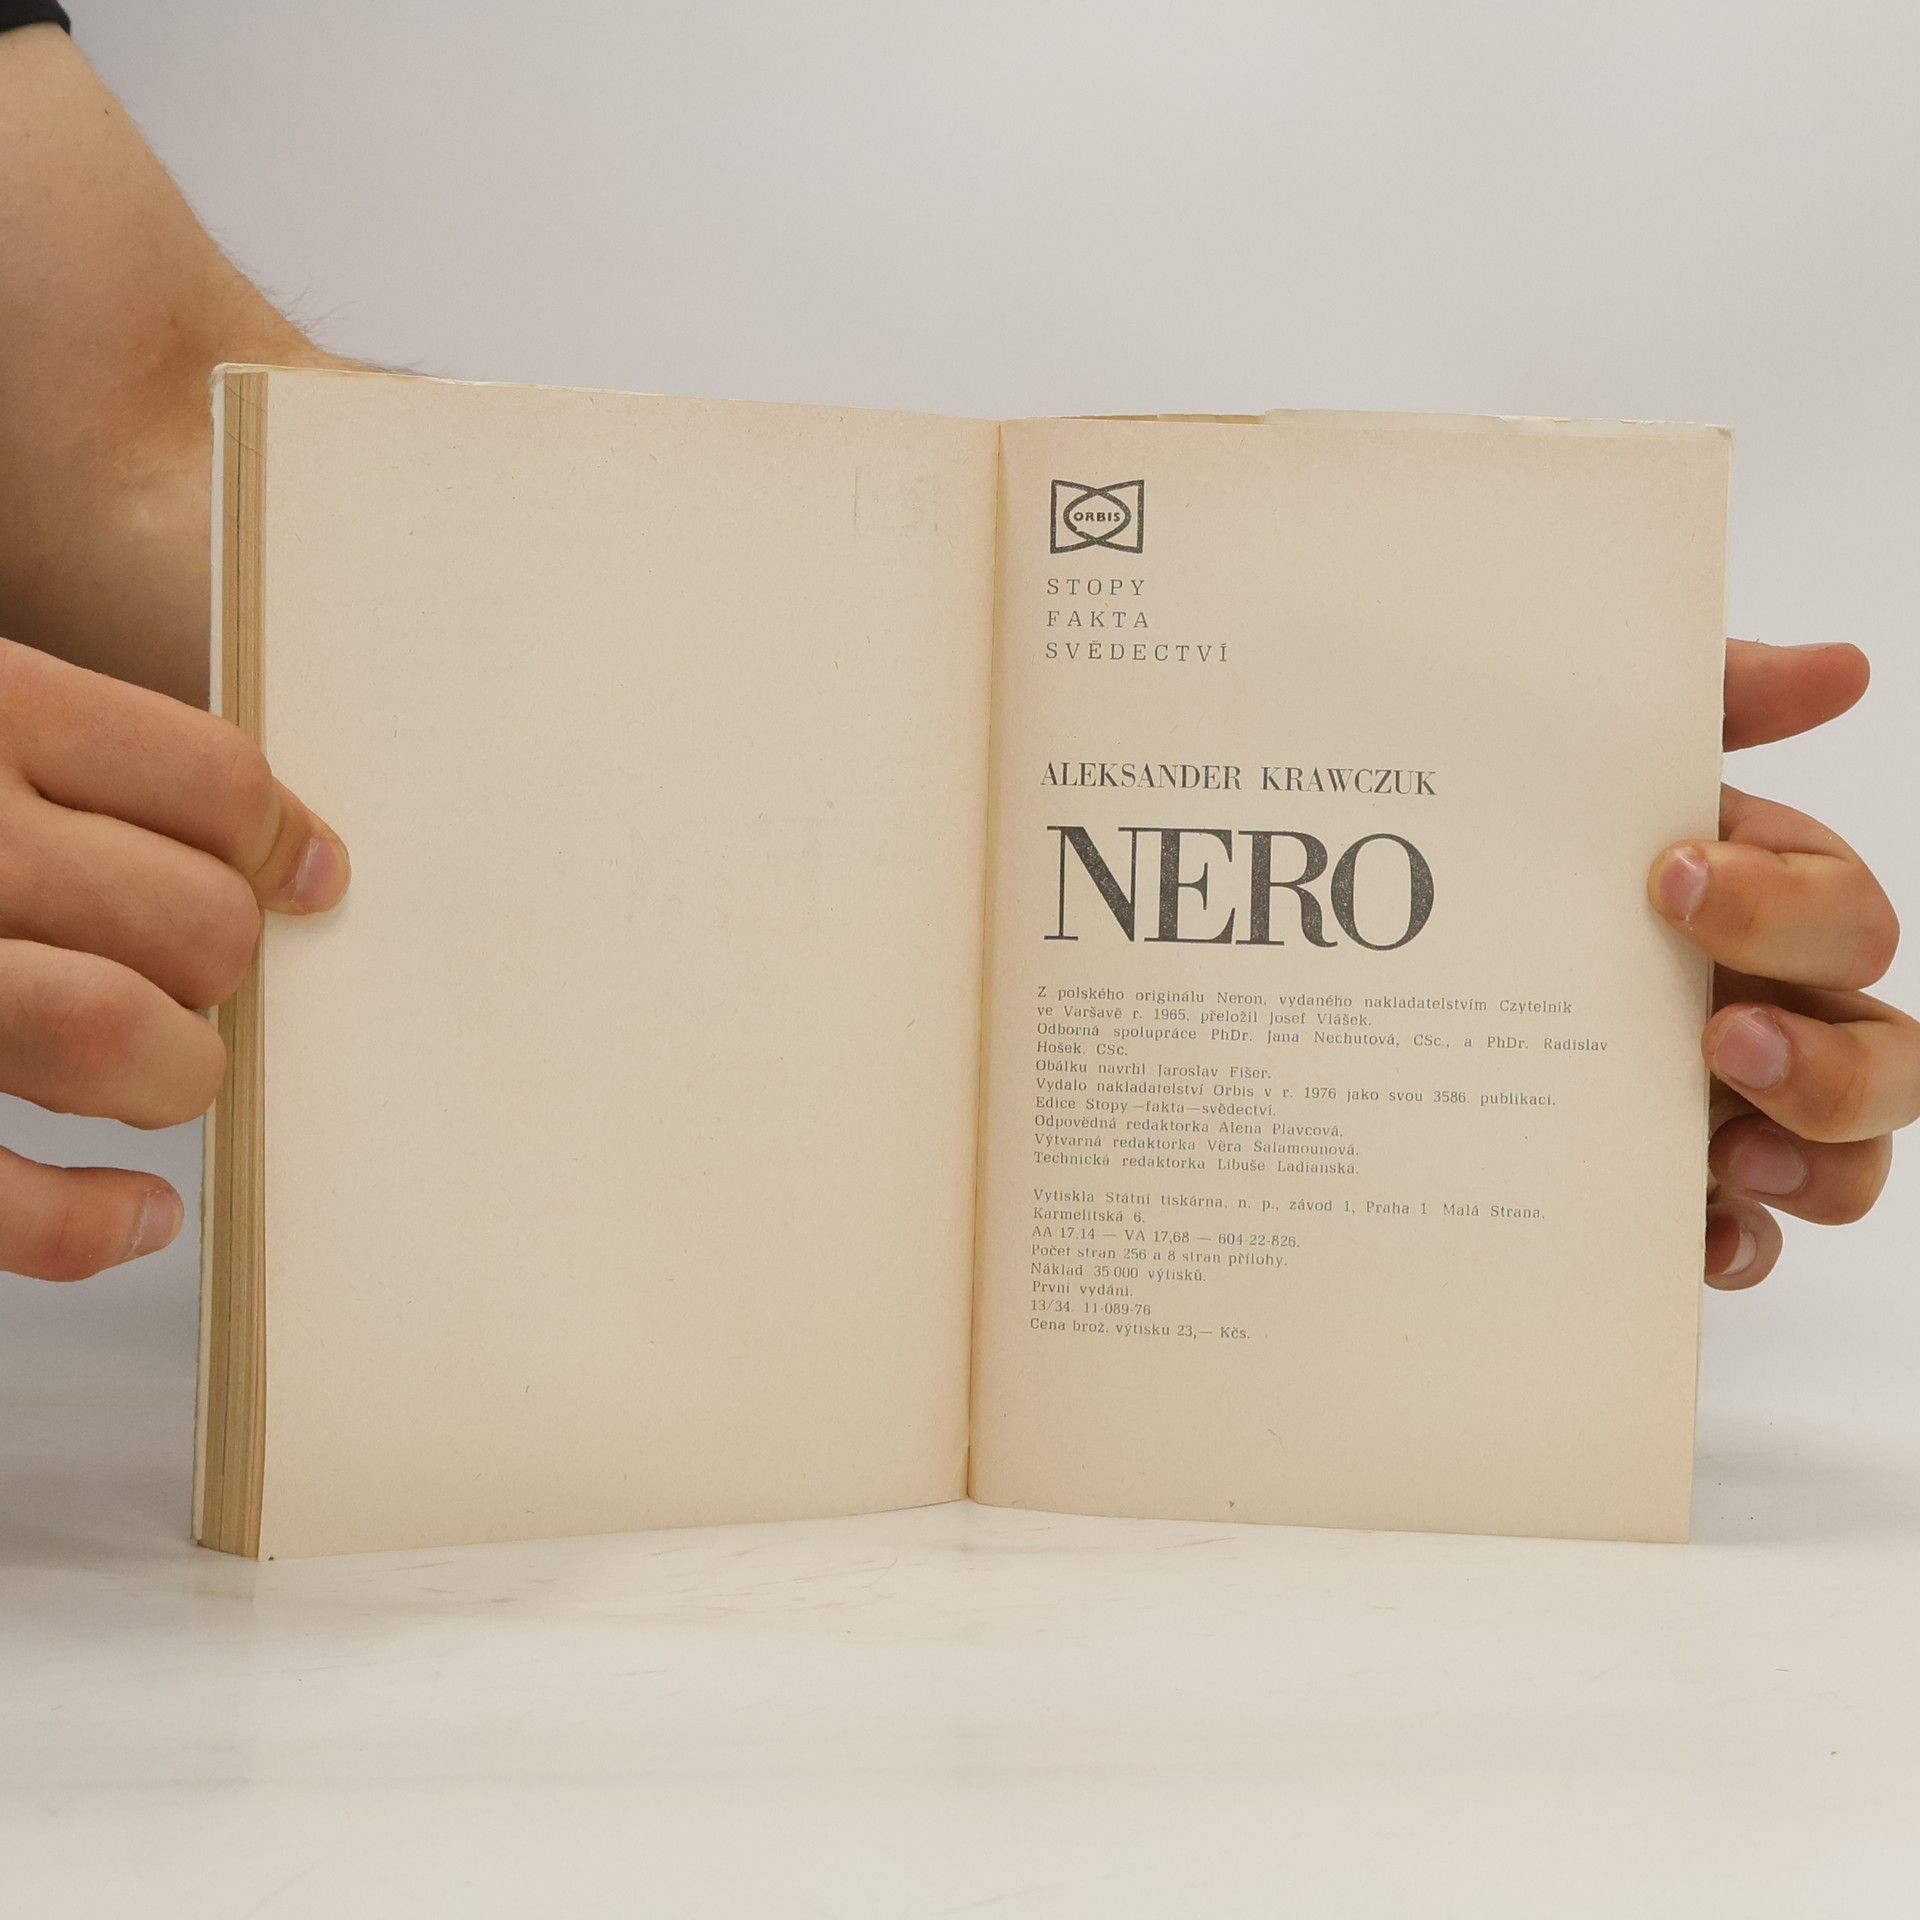 ORBIS
STOPY
FAKTA
SVĚDECTVÍ
ALEKSANDER KRAWCZUK
NERO
Z polského originálu Neron, vydaného nakladatelstvím Czytelnik
ve Varšavě r. 1965, přeložil Josef Vlášek.
Odborná spolupráce PhDr. Jana Nechutová, CSc., a PhDr. Radislav
Hošek, CSc.
Obálku navrhl Jaroslav Fišer.
Vydalo nakladatelství Orbis v r. 1976 jako svou 3586. publikaci.
Edice Stopy—fakta—svědectví.
Odpovědná redaktorka Alena Plavcová.
Výtvarná redaktorka Věra Šalamounová.
Technická redaktorka Libuše Ladianská.
Vytiskla Státní tiskárna, n. p., závod 1, Praha 1 Malá Strana,
Karmelitská 6.
AA 17,14 — VA 17,68 — 604-22-826.
Počet stran 256 a 8 stran přílohy.
Náklad 35 000 výtisků.
První vydání.
13/34. 11-089-76
Cena brož. výtisku 23,— Kčs.